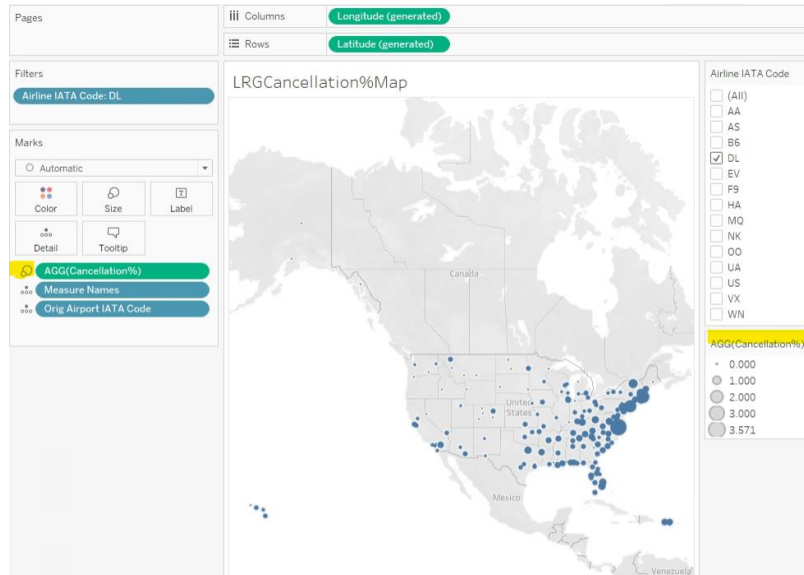 Pages
Columns
Longitude (generated)
Rows
Latitude (generated)
Filters
Airline IATA Code: DL
Marks
Automatic
Color
Size
T
Label
Detail
Tooltip
AGG(Cancellation%)
Measure Names
Orig Airport IATA Code
LRGCancellation%Map
Canada
United
States
Mexico
Venezuela
Airline IATA Code
(All)
AA
AS
B6
DL
EV
F9
HA
MQ
NK
OO
UA
US
VX
WN
AGG(Cancellation%)
0.000
1.000
2.000
3.000
3.571